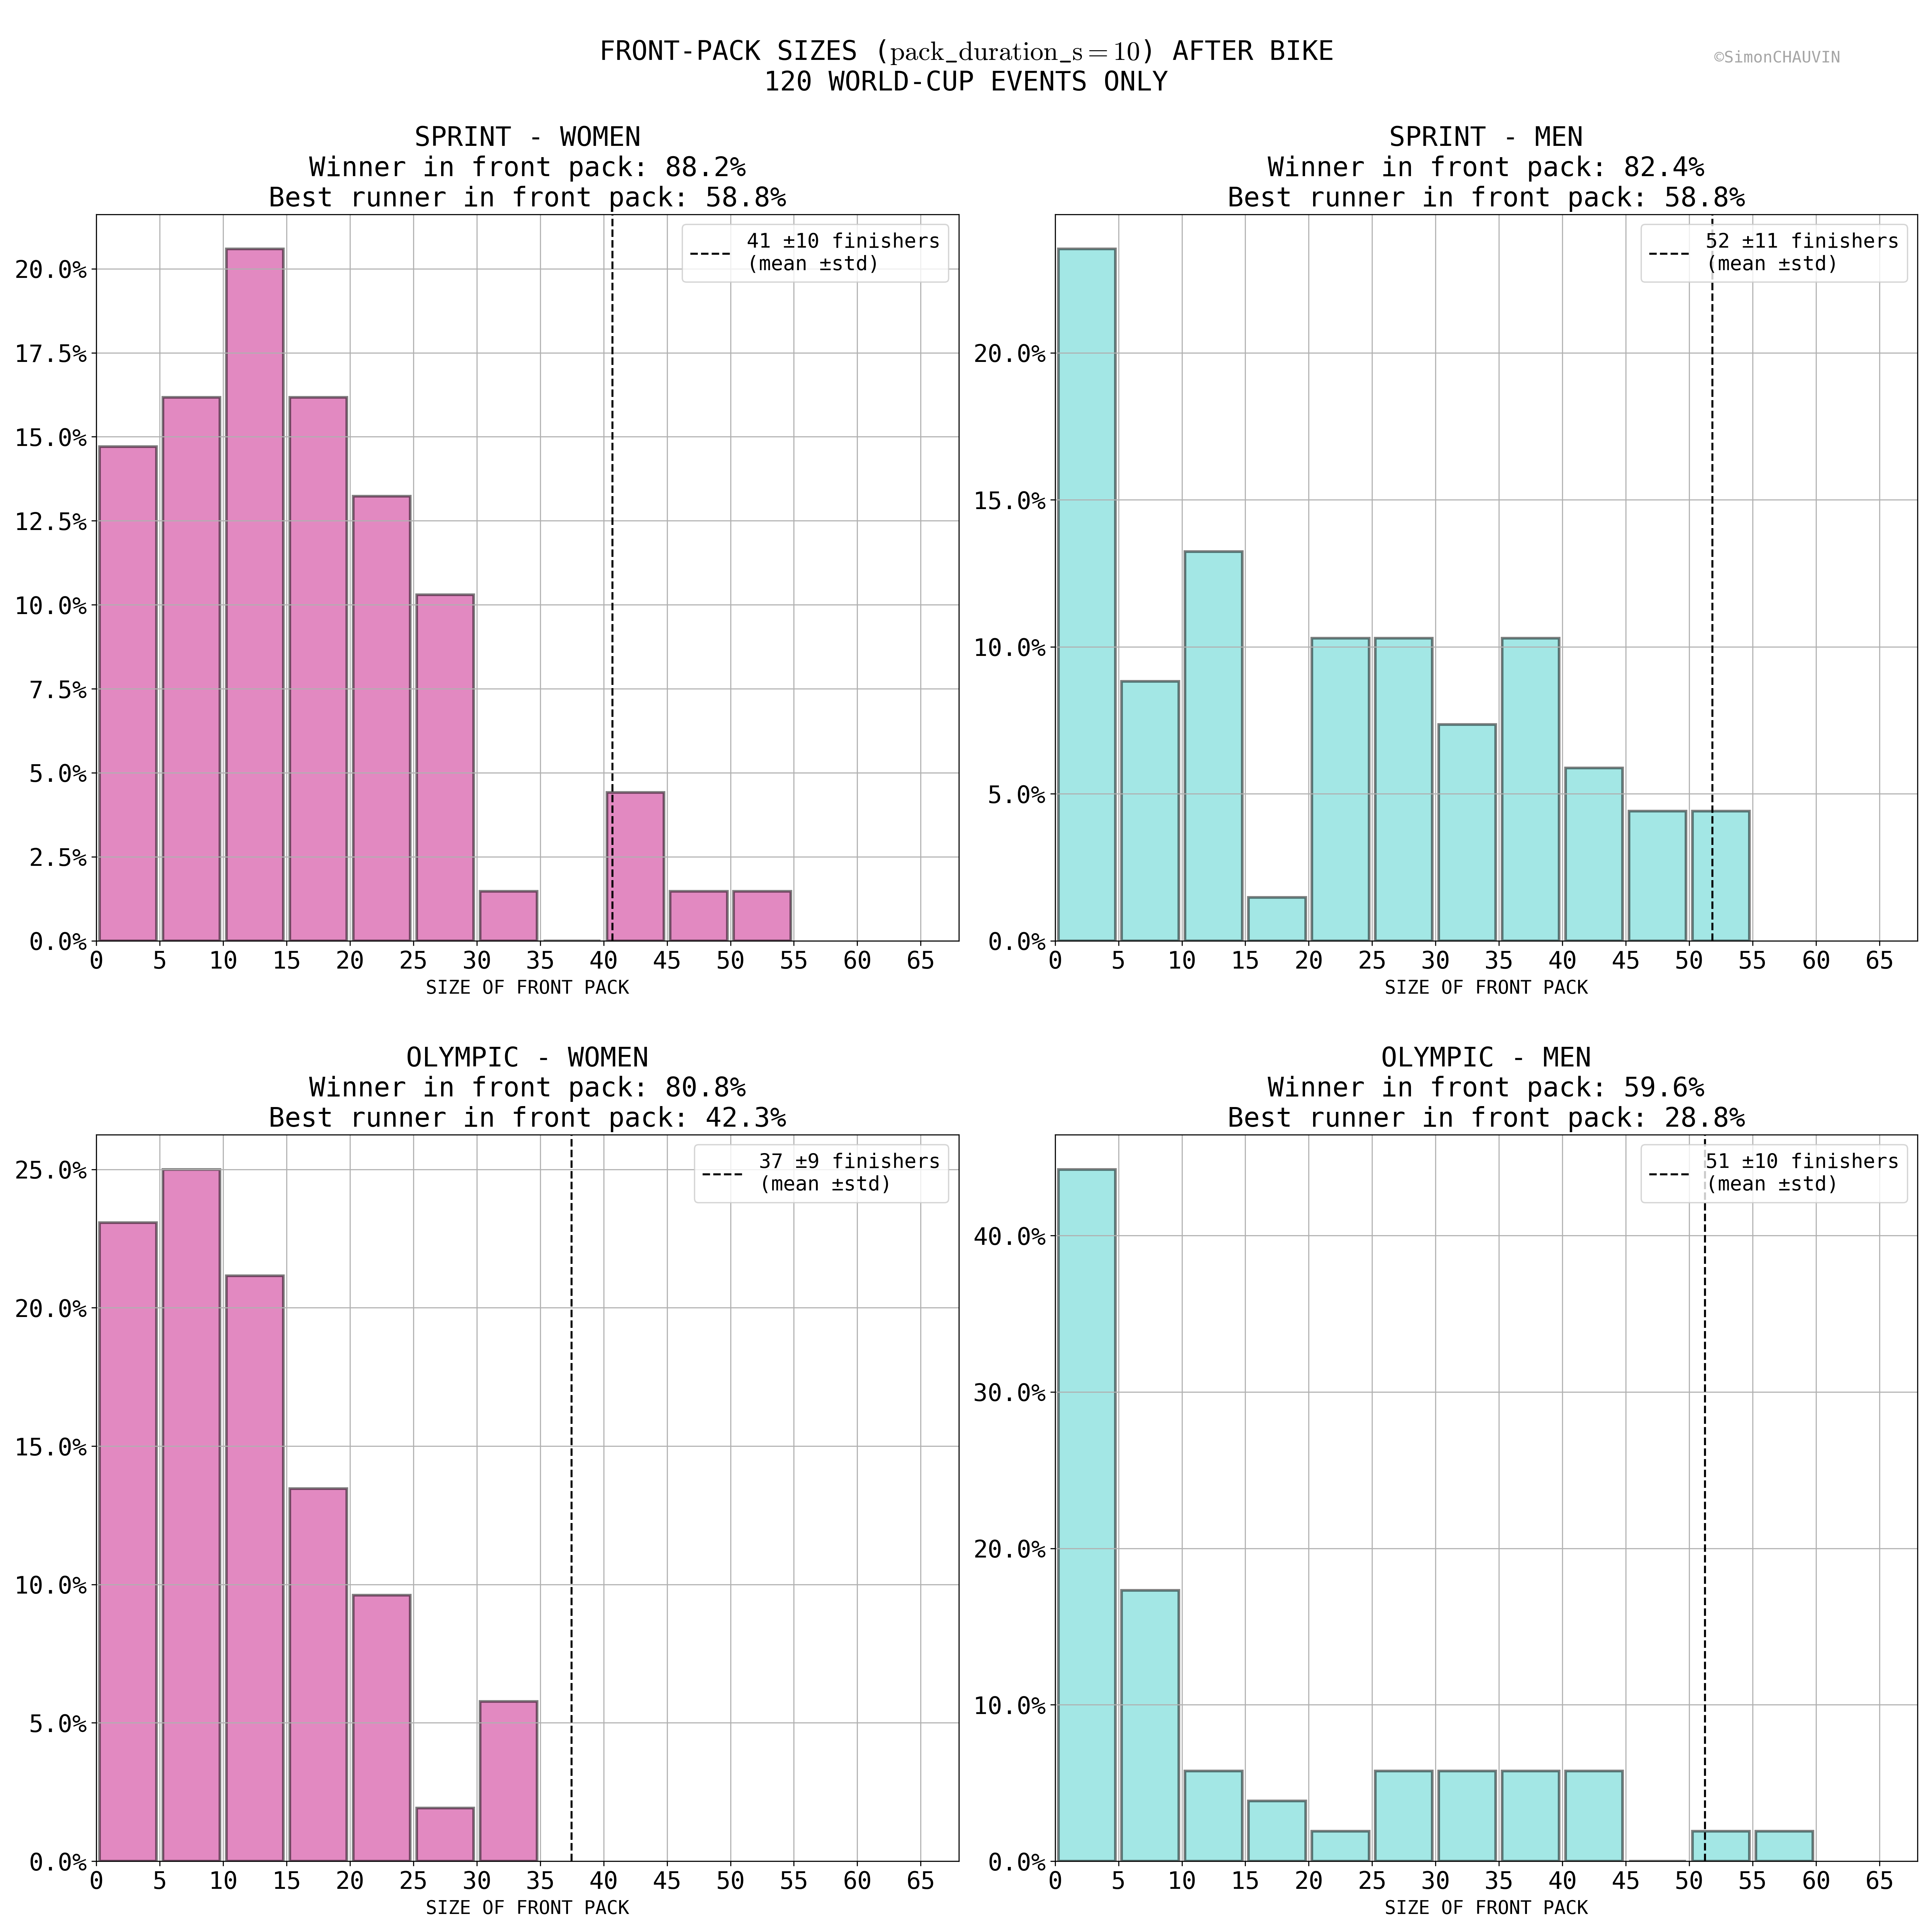 FRONT-PACK SIZES (pack_duration_s = 10) AFTER BIKE
120 WORLD-CUP EVENTS ONLY
©SimonCHAUVIN
SPRINT - WOMEN
Winner in front pack: 88.2%
Best runner in front pack: 58.8%
41 ±10 finishers
(mean ±std)
20.0%
17.5%
15.0%
12.5%
10.0%
7.5%
5.0%
2.5%
0.0%
0 5 10 15 20 25 30 35 40 45 50 55 60 65
SIZE OF FRONT PACK
SPRINT - MEN
Winner in front pack: 82.4%
Best runner in front pack: 58.8%
52 ±11 finishers
(mean ±std)
20.0%
15.0%
10.0%
5.0%
0.0%
0 5 10 15 20 25 30 35 40 45 50 55 60 65
SIZE OF FRONT PACK
OLYMPIC - WOMEN
Winner in front pack: 80.8%
Best runner in front pack: 42.3%
37 ±9 finishers
(mean ±std)
25.0%
20.0%
15.0%
10.0%
5.0%
0.0%
0 5 10 15 20 25 30 35 40 45 50 55 60 65
SIZE OF FRONT PACK
OLYMPIC - MEN
Winner in front pack: 59.6%
Best runner in front pack: 28.8%
51 ±10 finishers
(mean ±std)
40.0%
30.0%
20.0%
10.0%
0.0%
0 5 10 15 20 25 30 35 40 45 50 55 60 65
SIZE OF FRONT PACK